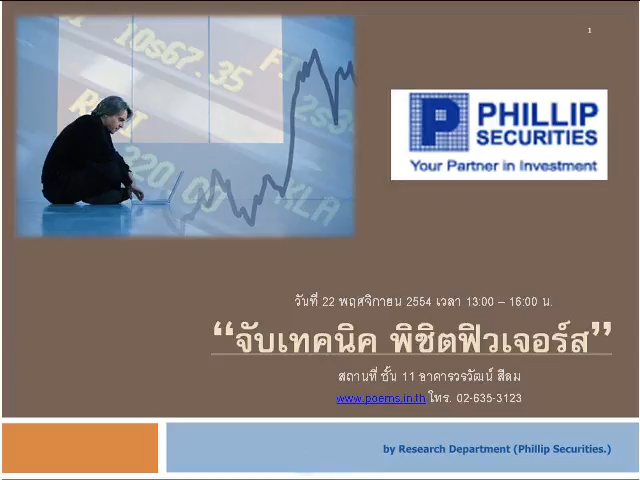 1
10s67.35
PHILLIP
SECURITIES
Your Partner in Investment
วันที่ 22 พฤศจิกายน 2554 เวลา 13:00 – 16:00 น.
“จับเทคนิค พิชิตฟิวเจอร์ส”
สถานที่ ชั้น 11 อาคารวรวัฒน์ สีลม
www.poems.in.th โทร. 02-635-3123
by Research Department (Phillip Securities.)